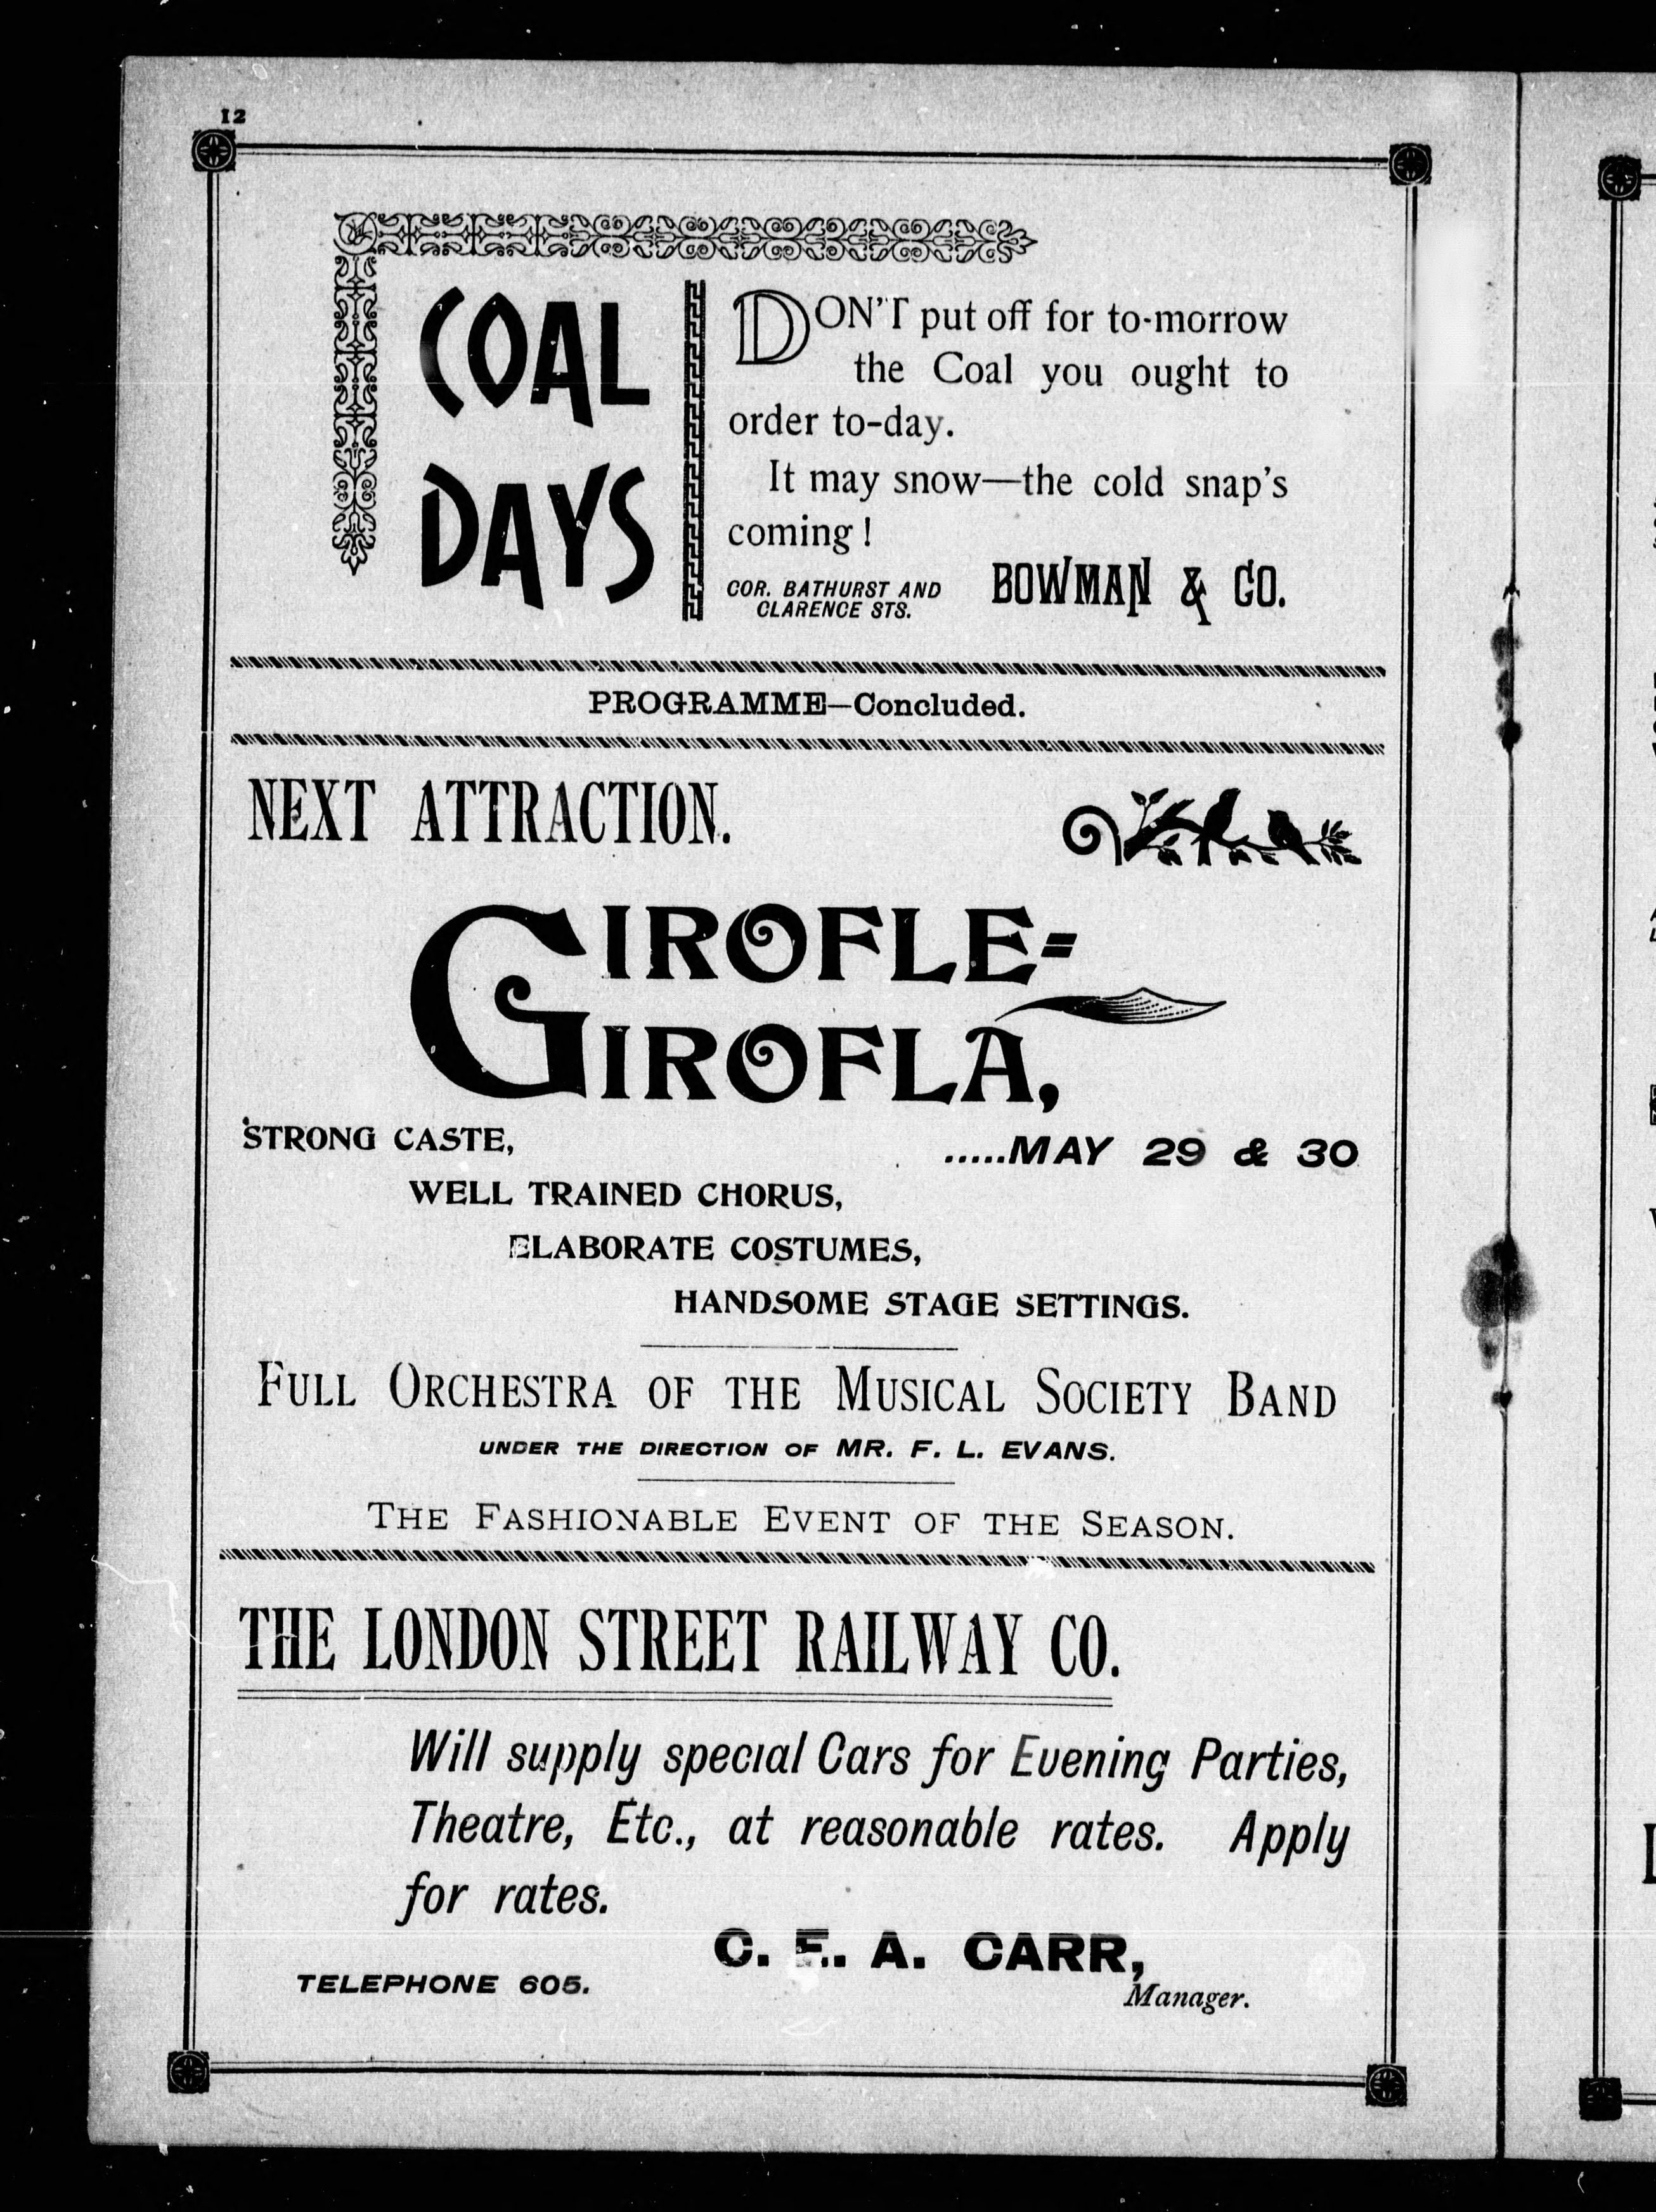 12
COAL
DAYS
DON'T put off for to-morrow
the Coal you ought to
order to-day.
It may snow—the cold snap's
coming!
COR. BATHURST AND
CLARENCE STS.
BOWMAN & CO.
PROGRAMME—Concluded.
NEXT ATTRACTION.
GIROFLE=
GIROFLA,
STRONG CASTE,
.....MAY 29 & 30
WELL TRAINED CHORUS,
ELABORATE COSTUMES,
HANDSOME STAGE SETTINGS.
FULL ORCHESTRA OF THE MUSICAL SOCIETY BAND
UNDER THE DIRECTION OF MR. F. L. EVANS.
THE FASHIONABLE EVENT OF THE SEASON.
THE LONDON STREET RAILWAY CO.
Will supply special Cars for Evening Parties,
Theatre, Etc., at reasonable rates. Apply
for rates.
C. E. A. CARR,
Manager.
TELEPHONE 605.